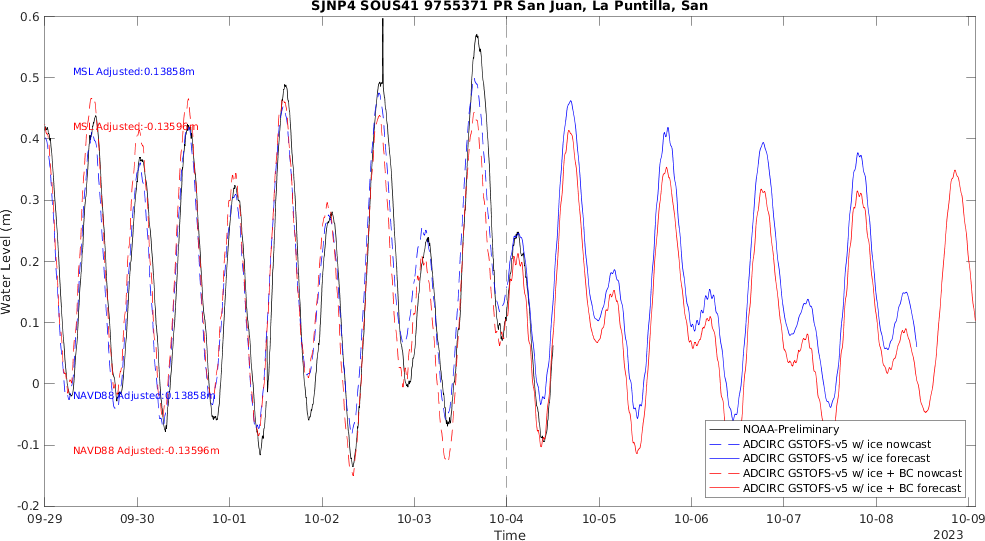 SJNP4 SOUS41 9755371 PR San Juan, La Puntilla, San
0.6
0.5
0.4
0.3
0.2
0.1
0
-0.1
-0.2
Water Level (m)
MSL Adjusted:0.13858m
MSL Adjusted:-0.13596m
NAVD88 Adjusted:0.13858m
NAVD88 Adjusted:-0.13596m
NOAA-Preliminary
ADCIRC GSTOFS-v5 w/ ice nowcast
ADCIRC GSTOFS-v5 w/ ice forecast
ADCIRC GSTOFS-v5 w/ ice + BC nowcast
ADCIRC GSTOFS-v5 w/ ice + BC forecast
09-29 09-30 10-01 10-02 10-03 10-04 10-05 10-06 10-07 10-08 10-09
Time
2023